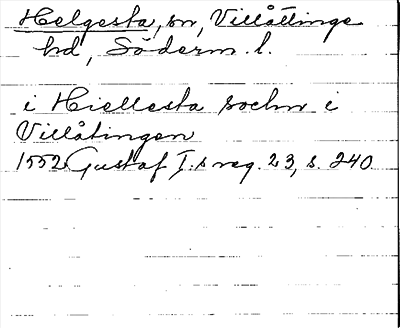 Helgesta, sn, Villåttinge
hd, Söderm. l.
i Hiellesta sochn i
Villåtingen
1552 Gustaf I:s reg. 23, s. 240